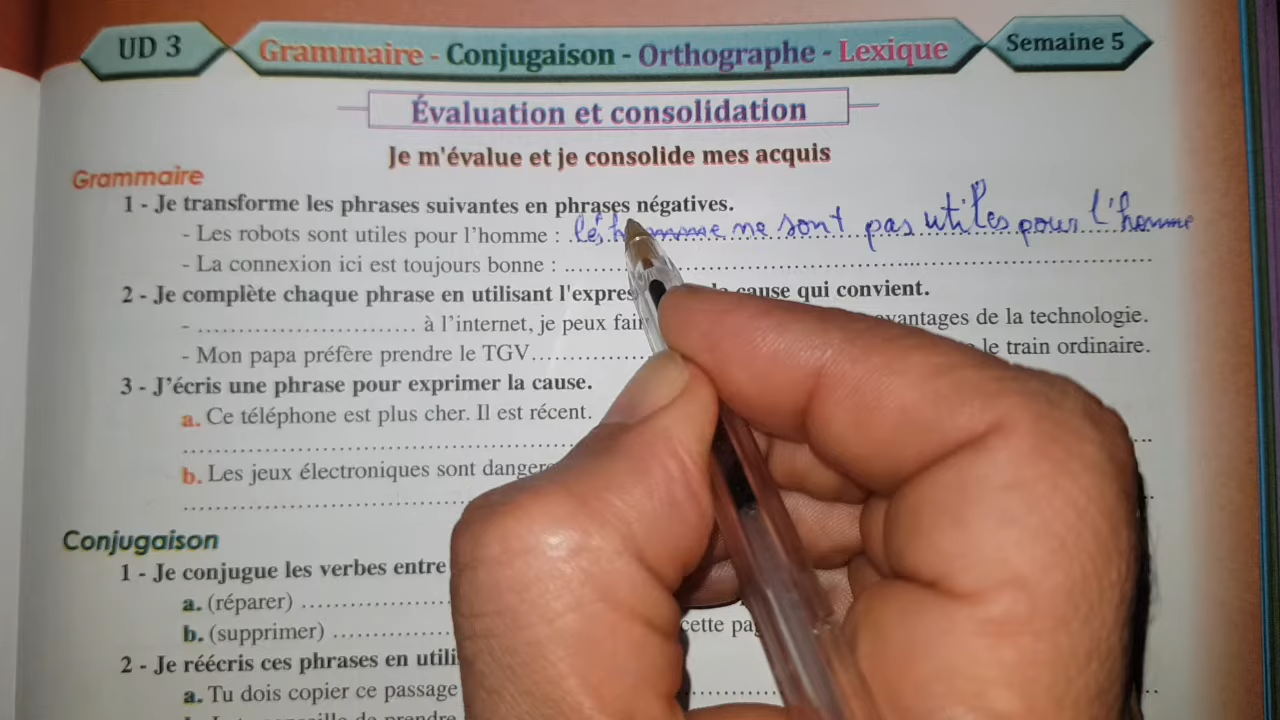 UD 3
Grammaire - Conjugaison - Orthographe - Lexique
Semaine 5
Évaluation et consolidation
Je m'évalue et je consolide mes acquis
Grammaire
1 - Je transforme les phrases suivantes en phrases négatives.
- Les robots sont utiles pour l'homme : les homme ne sont pas utiles pour l'homme
- La connexion ici est toujours bonne : ..........
2 - Je complète chaque phrase en utilisant l'expres cause qui convient.
- .......... à l'internet, je peux fai avantages de la technologie.
- Mon papa préfère prendre le TGV.......... le train ordinaire.
3 - J'écris une phrase pour exprimer la cause.
a. Ce téléphone est plus cher. Il est récent.
b. Les jeux électroniques sont dange
Conjugaison
1 - Je conjugue les verbes entre
a. (réparer) ..........
b. (supprimer) .......... cette pa
2 - Je réécris ces phrases en utili
a. Tu dois copier ce passage